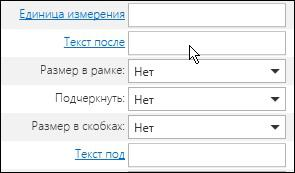 Единица измерения
Текст после
Размер в рамке: Нет
Подчеркнуть: Нет
Размер в скобках: Нет
Текст под